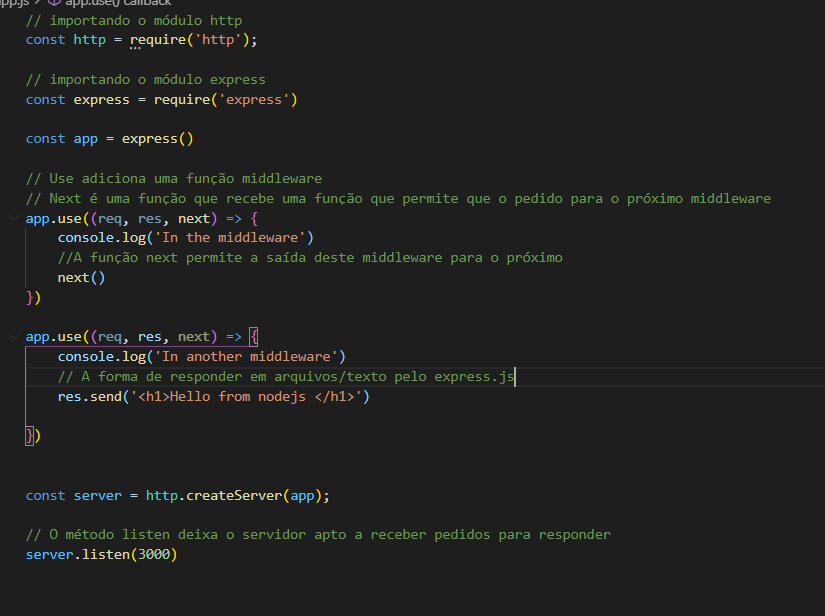 app.js > app.use() callback
// importando o módulo http
const http = require('http');
// importando o módulo express
const express = require('express')
const app = express()
// Use adiciona uma função middleware
// Next é uma função que recebe uma função que permite que o pedido para o próximo middleware
app.use((req, res, next) => {
console.log('In the middleware')
//A função next permite a saída deste middleware para o próximo
next()
})
app.use((req, res, next) => {
console.log('In another middleware')
// A forma de responder em arquivos/texto pelo express.js
res.send('<h1>Hello from nodejs </h1>')
})
const server = http.createServer(app);
// O método listen deixa o servidor apto a receber pedidos para responder
server.listen(3000)